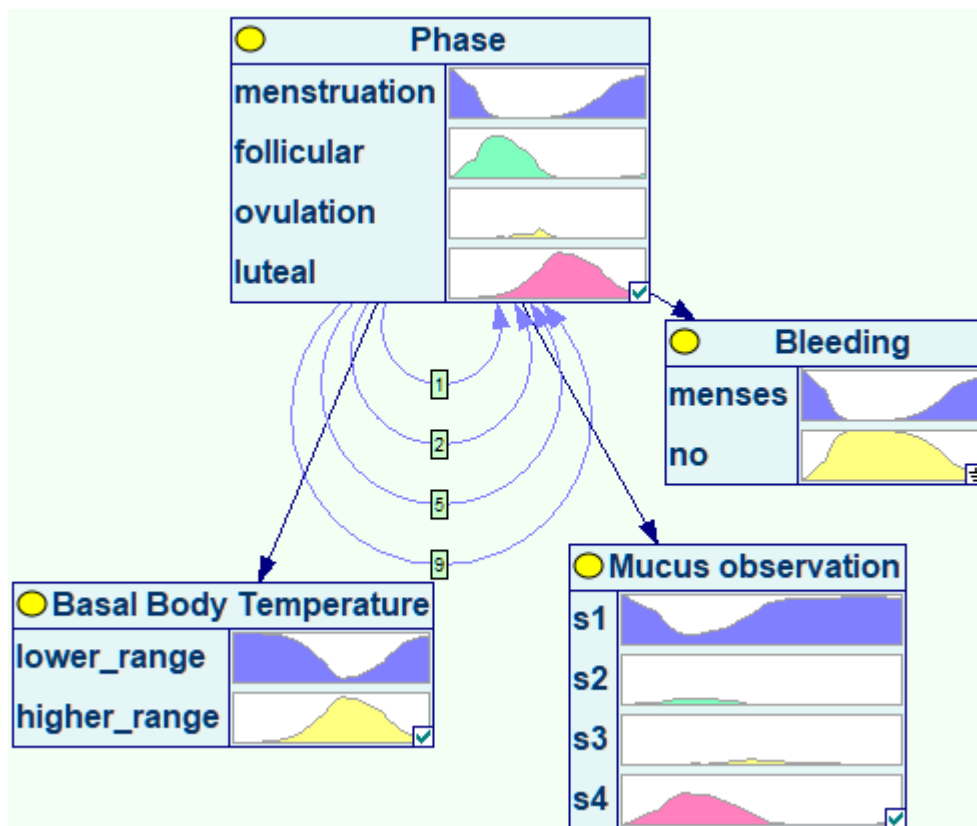 Phase
menstruation
follicular
ovulation
luteal
Bleeding
menses
no
1
2
5
9
Basal Body Temperature
lower_range
higher_range
Mucus observation
s1
s2
s3
s4